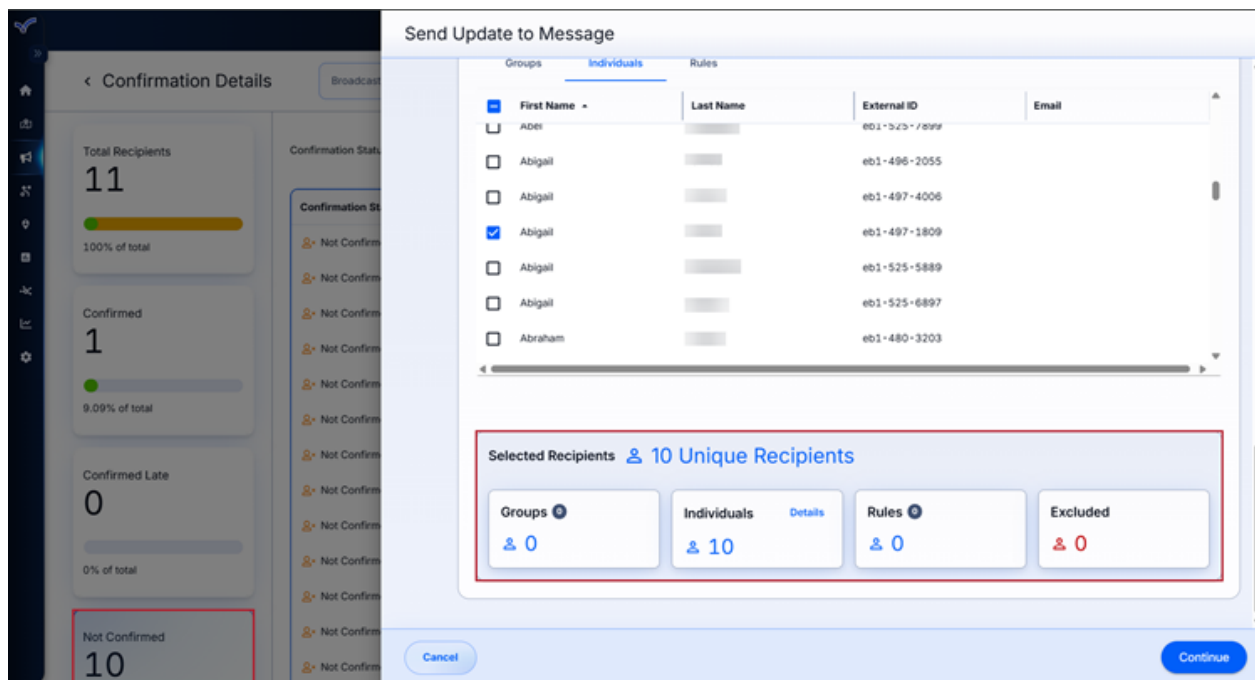 Send Update to Message
Confirmation Details
Broadcast
Total Recipients
11
100% of total
Confirmed
1
9.09% of total
Confirmed Late
0
0% of total
Not Confirmed
10
Confirmation Statu
Confirmation St
Not Confirm
Not Confirm
Not Confirm
Not Confirm
Not Confirm
Not Confirm
Not Confirm
Not Confirm
Not Confirm
Not Confirm
Not Confirm
Not Confirm
Not Confirm
Groups Individuals Rules
First Name Last Name External ID Email
Abel eb1-525-7899
Abigail eb1-496-2055
Abigail eb1-497-4006
Abigail eb1-497-1809
Abigail eb1-525-5889
Abigail eb1-525-6897
Abraham eb1-480-3203
Selected Recipients 10 Unique Recipients
Groups 0
0
Individuals Details
10
Rules 0
0
Excluded
0
Cancel
Continue